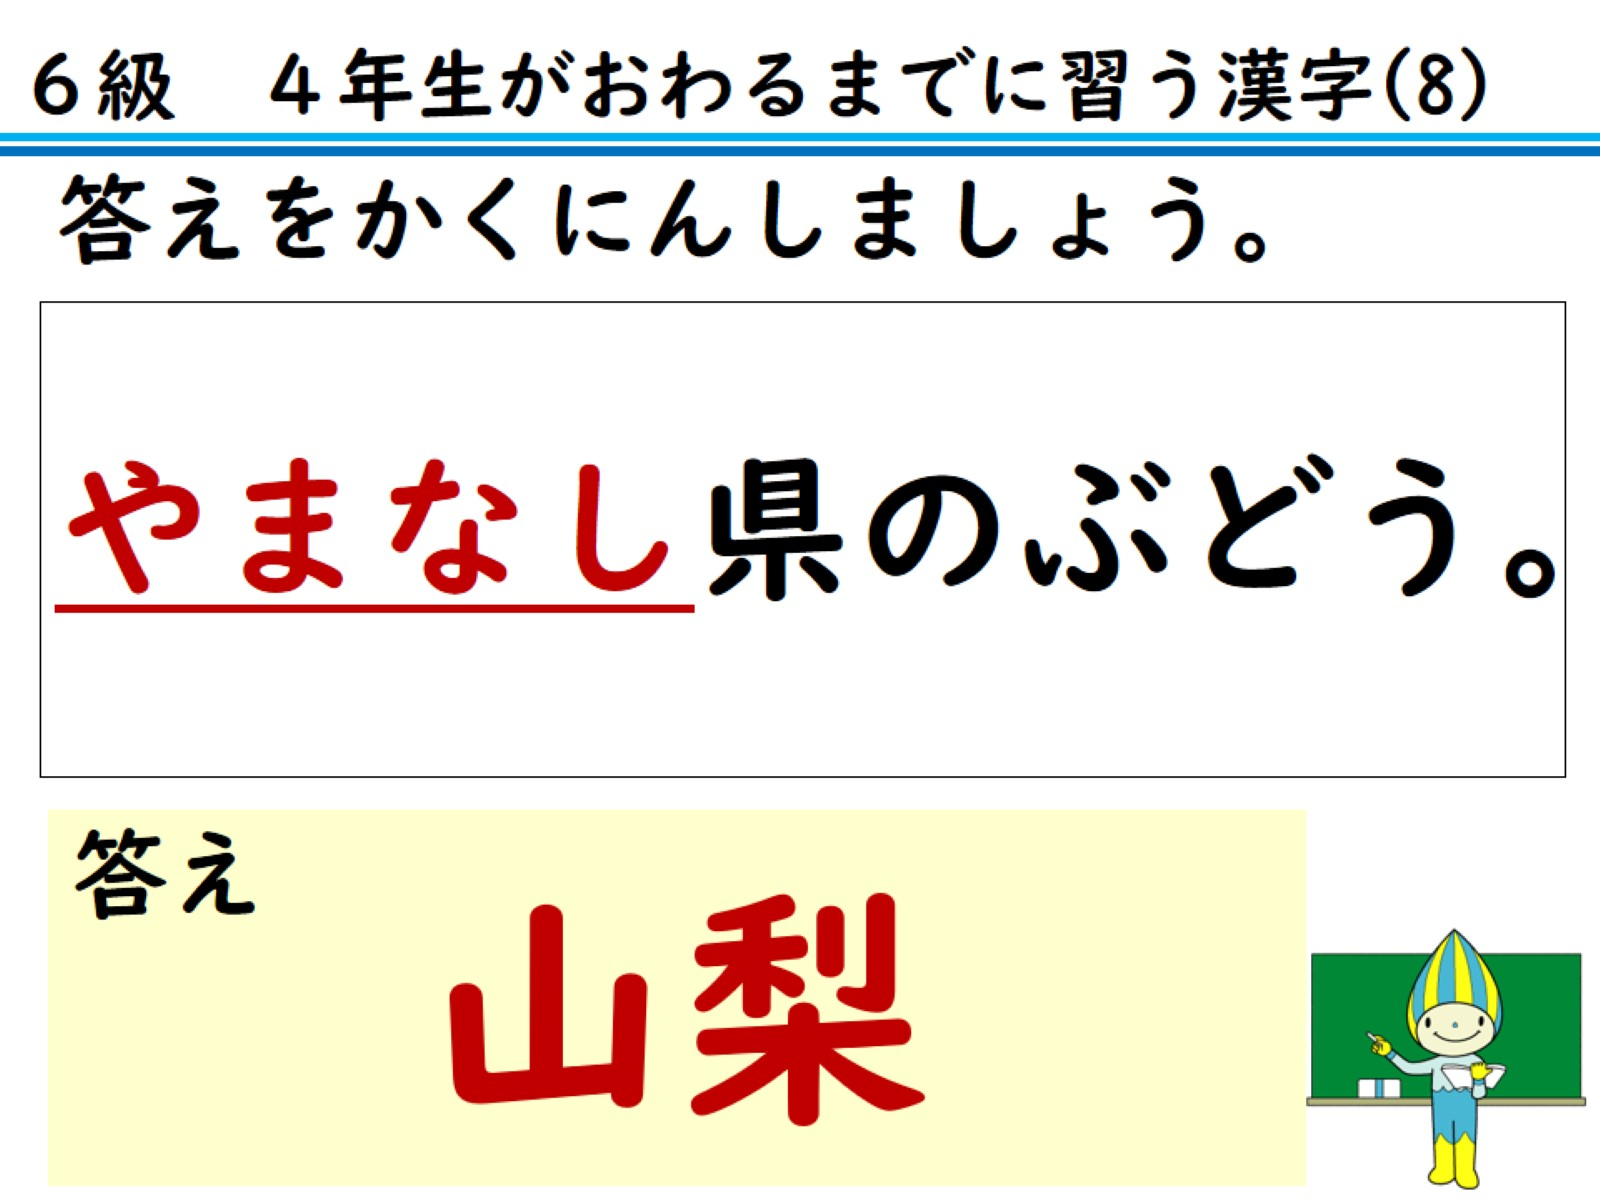 ６級　４年生がおわるまでに習う漢字(8)
答えをかくにんしましょう。
やまなし県のぶどう。
答え
山梨